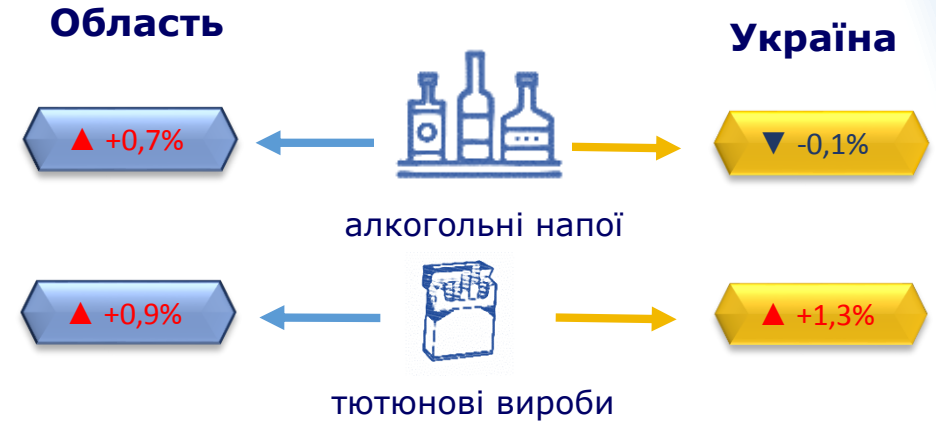 Область
Україна
▲ +0,7%
▼ -0,1%
алкогольні напої
▲ +0,9%
▲ +1,3%
тютюнові вироби